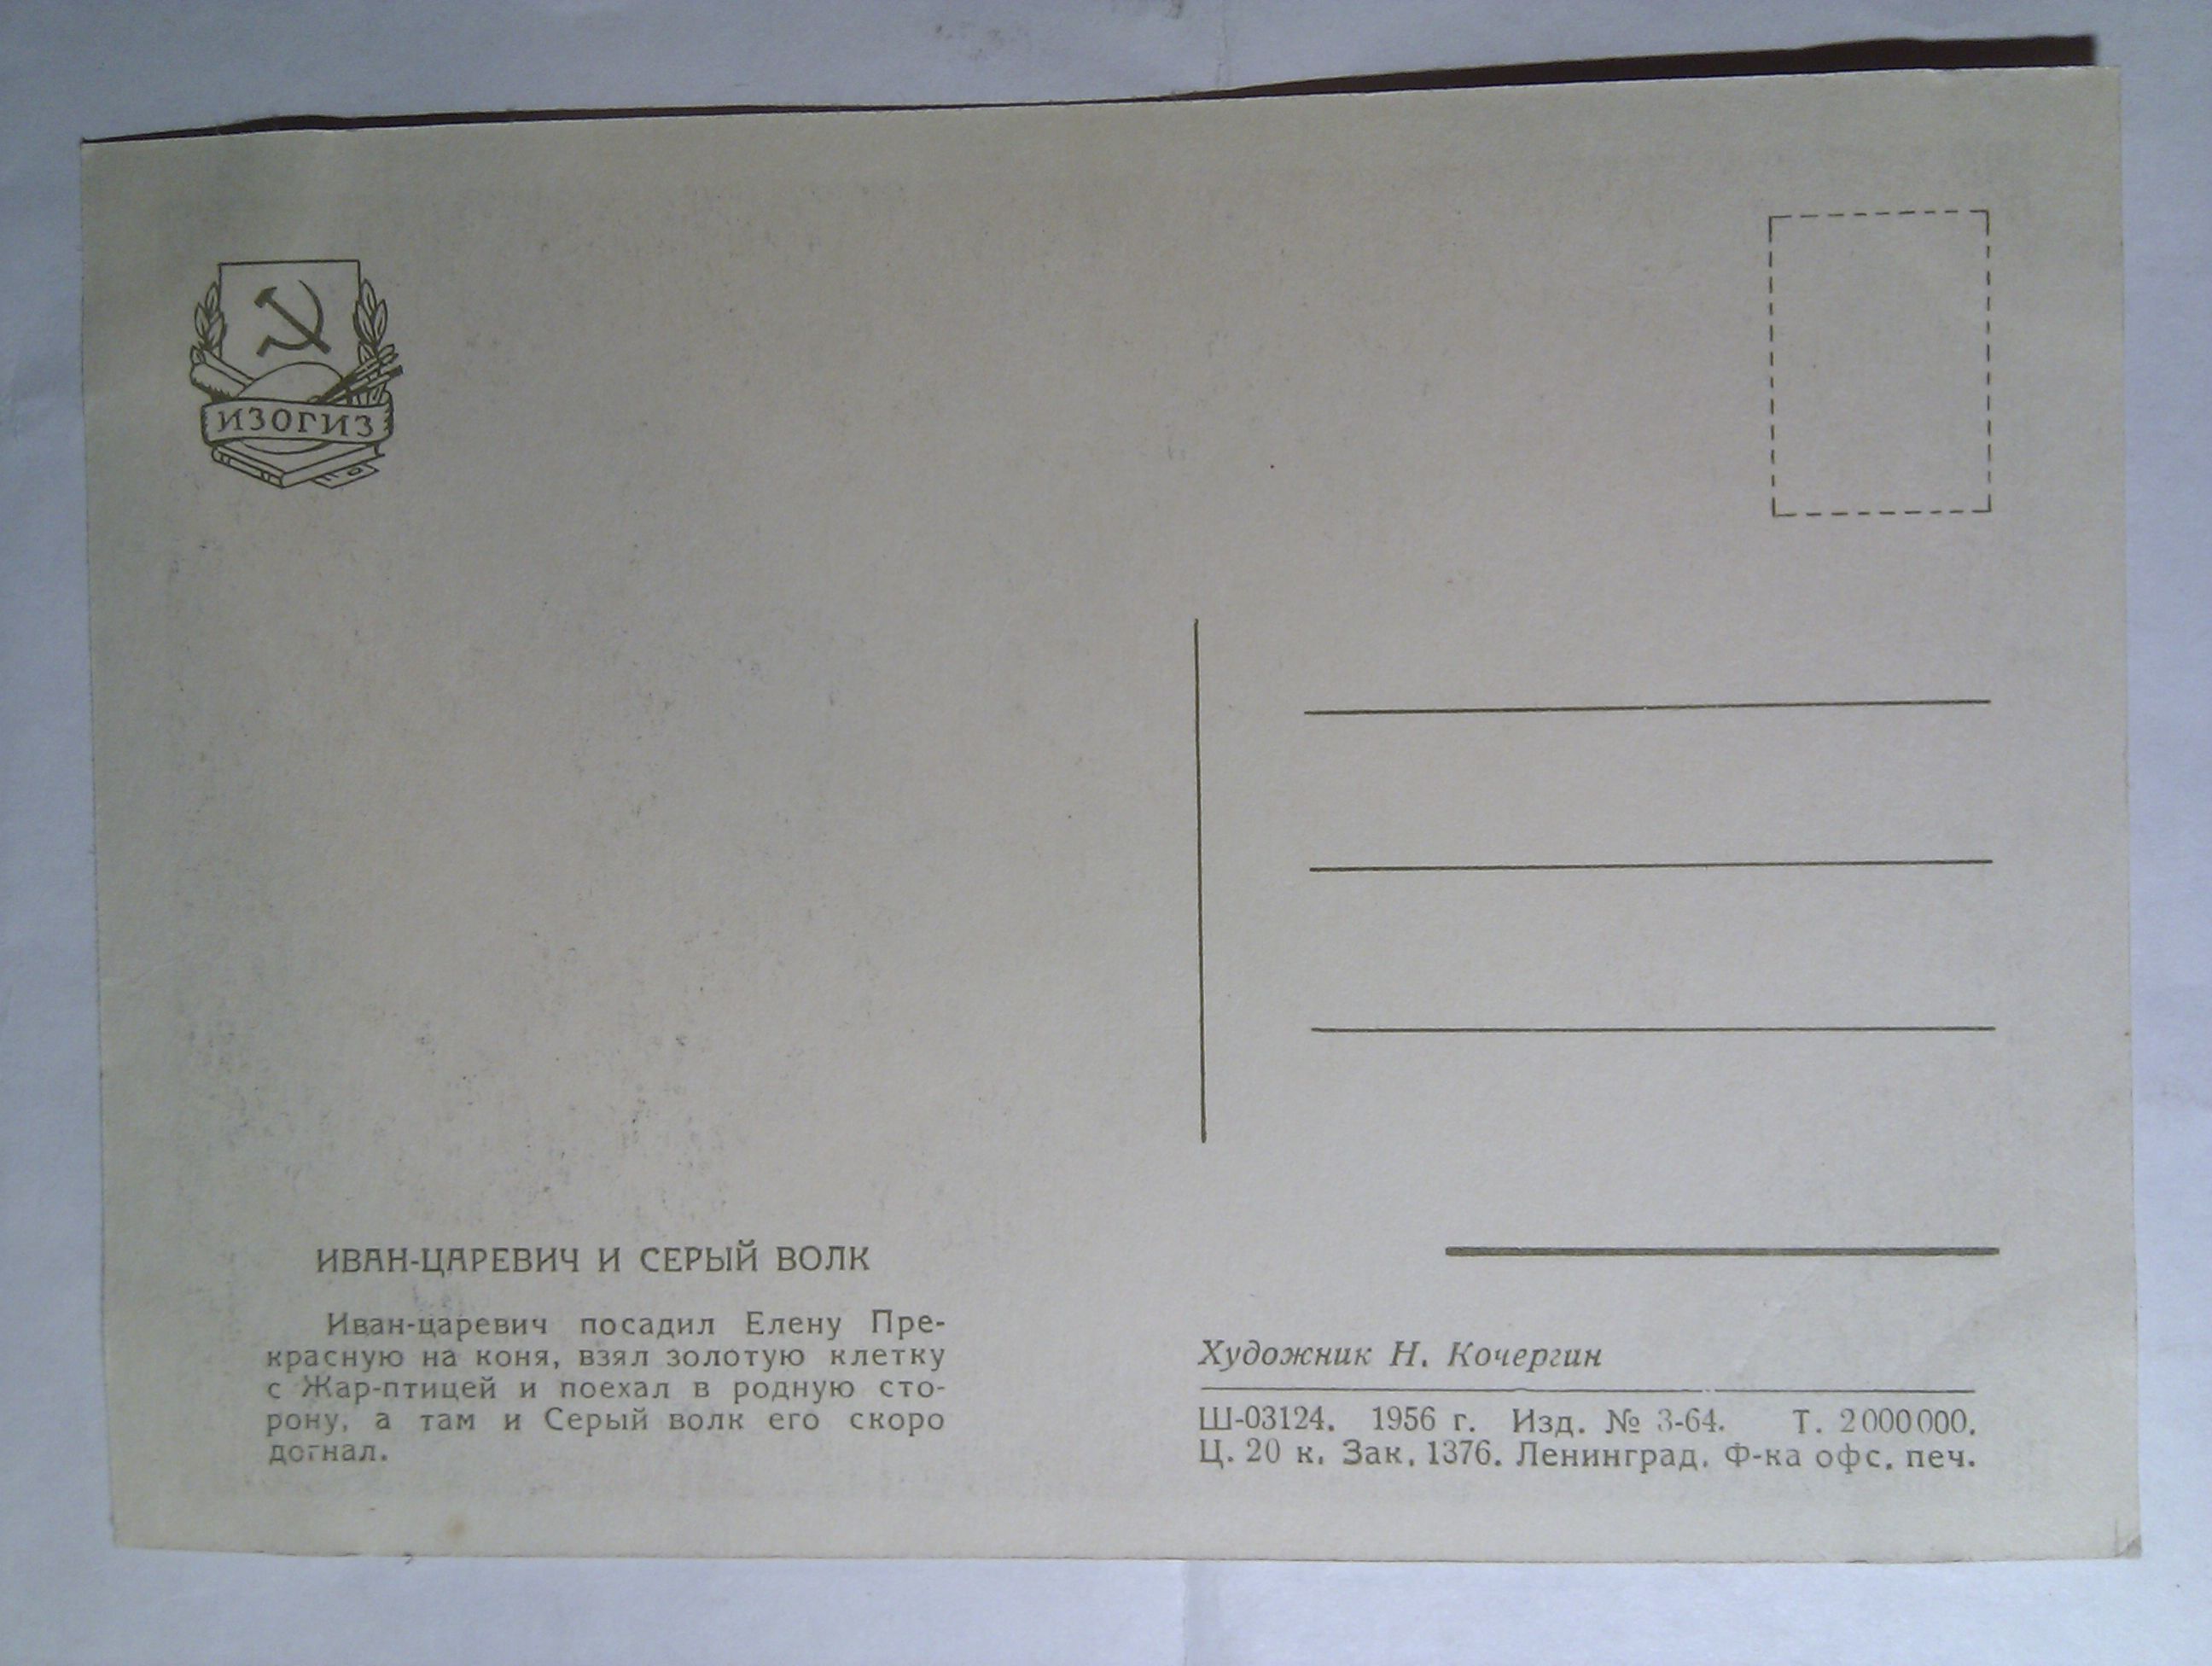 ИЗОГИЗ
ИВАН-ЦАРЕВИЧ И СЕРЫЙ ВОЛК
Иван-царевич посадил Елену Пре-
красную на коня, взял золотую клетку
с Жар-птицей и поехал в родную сто-
рону, а там и Серый волк его скоро
догнал.
Художник Н. Кочергин
Ш-03124. 1956 г. Изд. № 3-64. Т. 2000000.
Ц. 20 к. Зак. 1376. Ленинград. Ф-ка офс. печ.